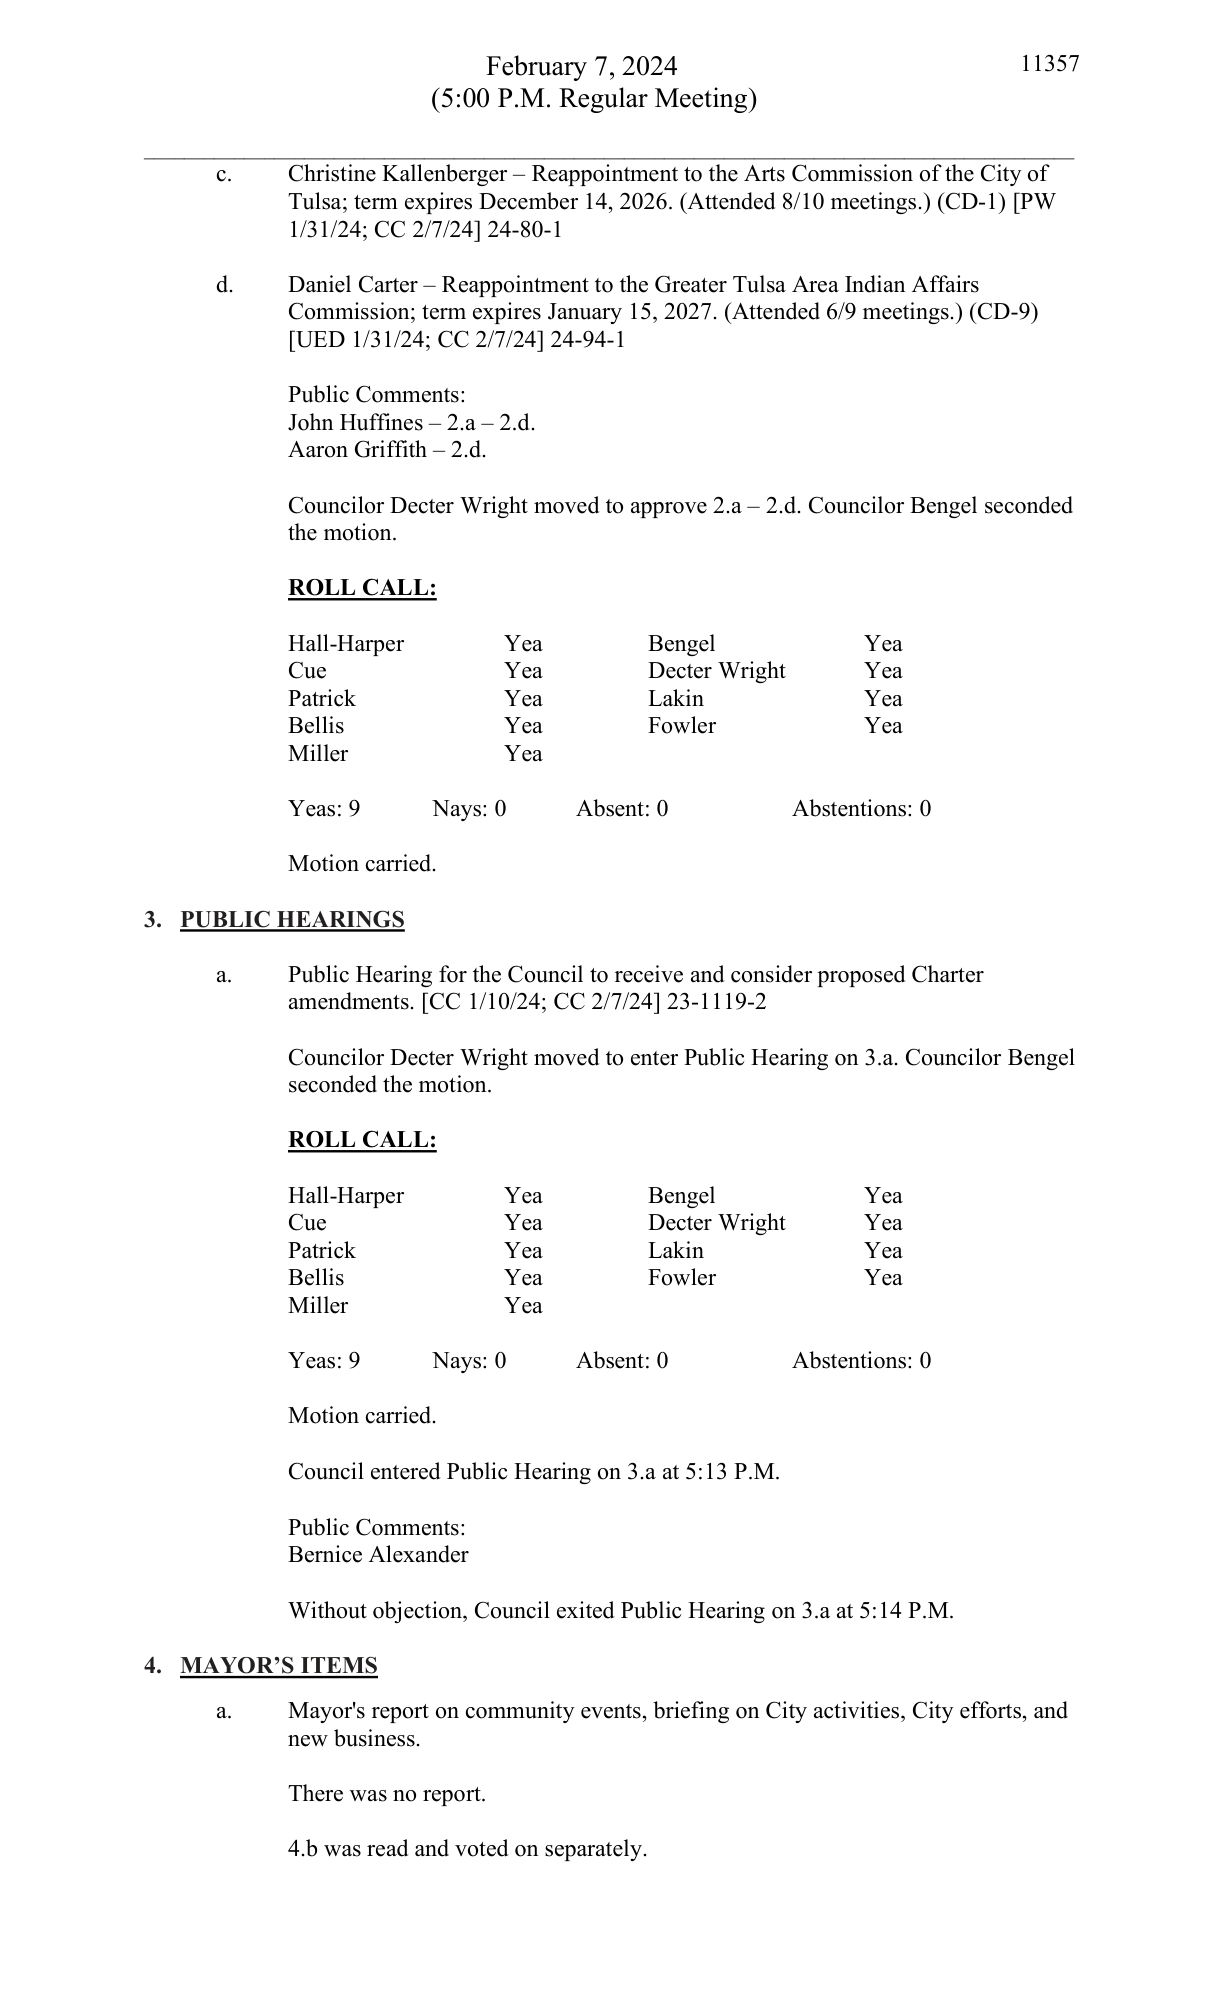 February 7, 2024
11357
(5:00 P.M. Regular Meeting)
c. Christine Kallenberger – Reappointment to the Arts Commission of the City of
Tulsa; term expires December 14, 2026. (Attended 8/10 meetings.) (CD-1) [PW
1/31/24; CC 2/7/24] 24-80-1
d. Daniel Carter – Reappointment to the Greater Tulsa Area Indian Affairs
Commission; term expires January 15, 2027. (Attended 6/9 meetings.) (CD-9)
[UED 1/31/24; CC 2/7/24] 24-94-1
Public Comments:
John Huffines – 2.a – 2.d.
Aaron Griffith – 2.d.
Councilor Decter Wright moved to approve 2.a – 2.d. Councilor Bengel seconded
the motion.
ROLL CALL:
Hall-Harper Yea Bengel Yea
Cue Yea Decter Wright Yea
Patrick Yea Lakin Yea
Bellis Yea Fowler Yea
Miller Yea
Yeas: 9 Nays: 0 Absent: 0 Abstentions: 0
Motion carried.
3. PUBLIC HEARINGS
a. Public Hearing for the Council to receive and consider proposed Charter
amendments. [CC 1/10/24; CC 2/7/24] 23-1119-2
Councilor Decter Wright moved to enter Public Hearing on 3.a. Councilor Bengel
seconded the motion.
ROLL CALL:
Hall-Harper Yea Bengel Yea
Cue Yea Decter Wright Yea
Patrick Yea Lakin Yea
Bellis Yea Fowler Yea
Miller Yea
Yeas: 9 Nays: 0 Absent: 0 Abstentions: 0
Motion carried.
Council entered Public Hearing on 3.a at 5:13 P.M.
Public Comments:
Bernice Alexander
Without objection, Council exited Public Hearing on 3.a at 5:14 P.M.
4. MAYOR’S ITEMS
a. Mayor's report on community events, briefing on City activities, City efforts, and
new business.
There was no report.
4.b was read and voted on separately.